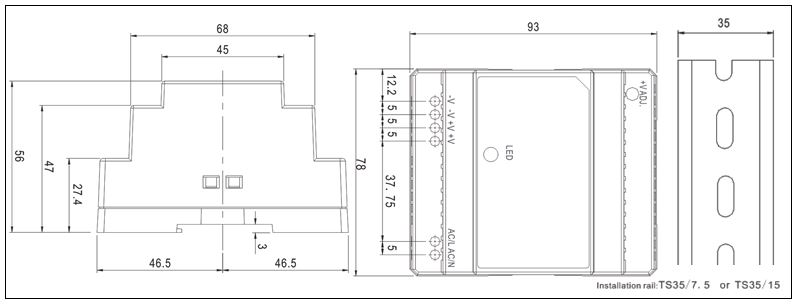 68
45
56
47
27.4
3
46.5
46.5
93
12.2
5
5
5
37.75
5
78
-V
-V
+V
+V
AC/L
AC/N
LED
+V ADJ.
35
Installation rail:TS35/7.5 or TS35/15